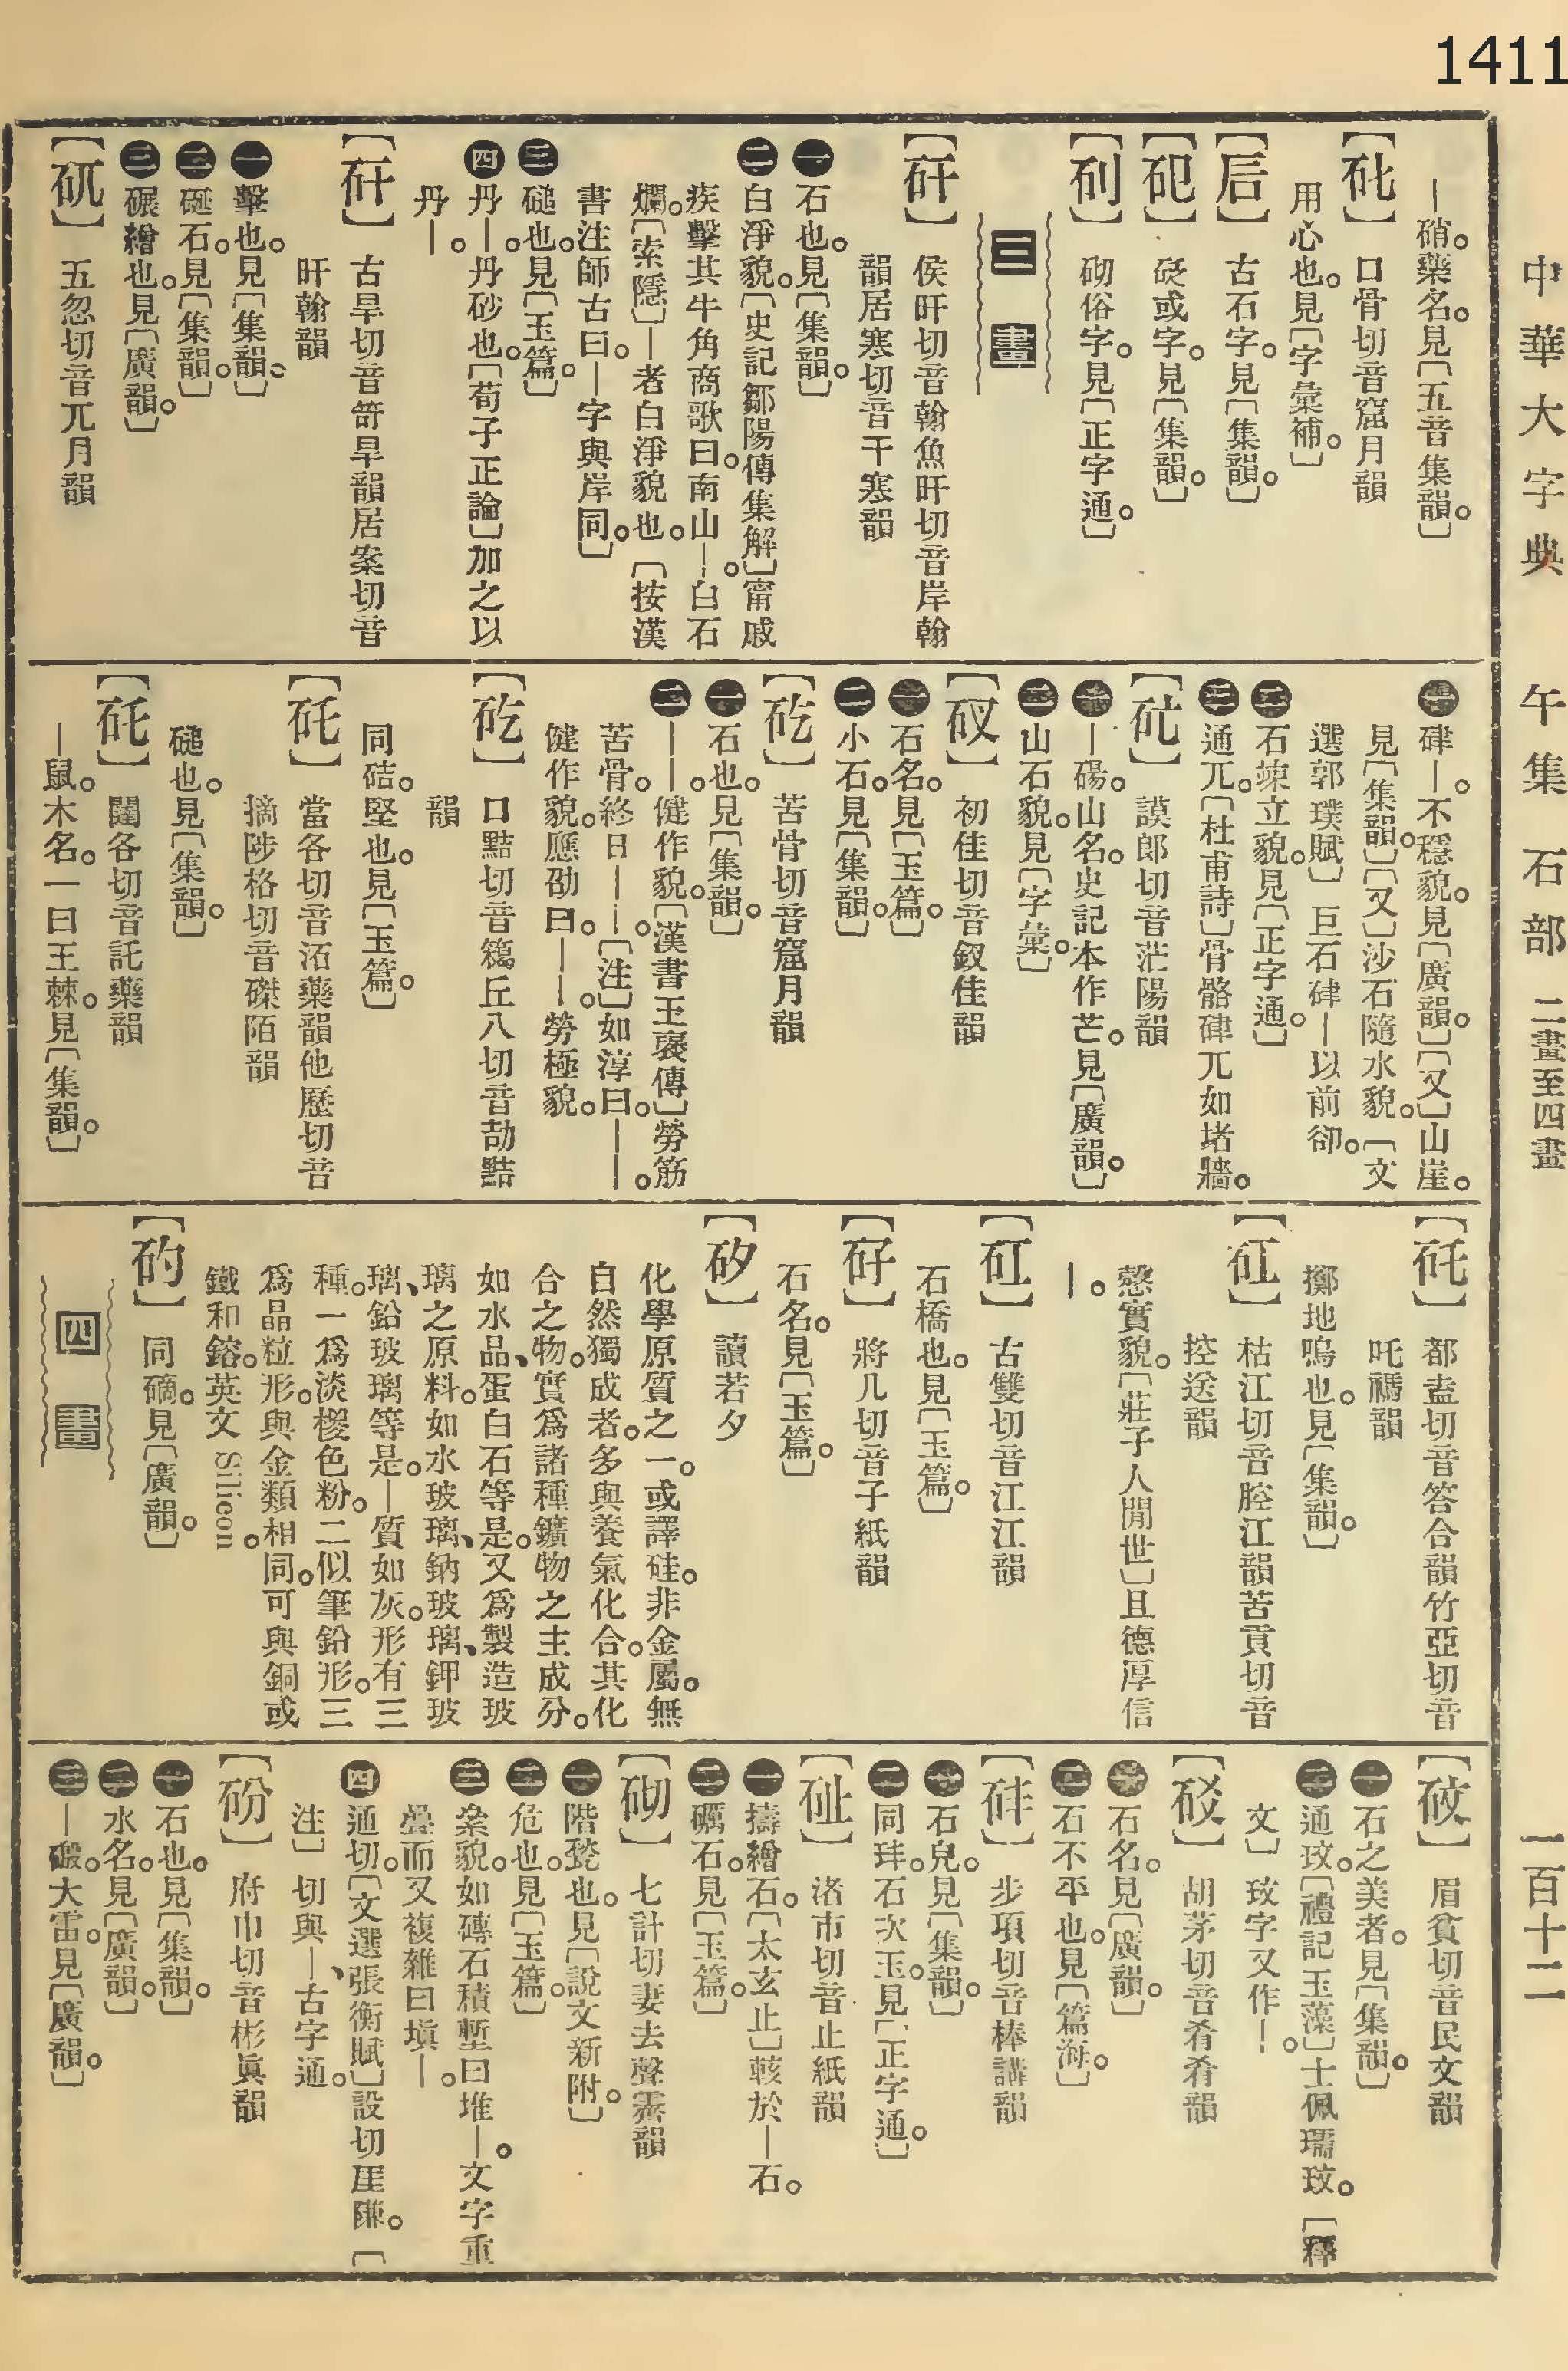 1411
中華大字典 午集 石部 二畫至四畫 一百十二
—硝。藥名。見〔五音集韻。〕
【矻】 口骨切音窟月韻
用心也。見〔字彙補。〕
【𥐖】 古石字。見〔集韻。〕
砭或字。見〔集韻。〕
砌俗字。見〔正字通。〕
三畫
【矸】 侯旰切音翰魚旰切音岸翰
韻居寒切音干寒韻
㊀石也。見〔集韻。〕
㊁白淨貌。〔史記鄒陽傳集解〕甯戚
疾擊其牛角商歌曰。南山—。白石
爛。〔索隱〕—者白淨貌也。〔按漢
書注師古曰。—字與岸同。〕
㊂磓也。見〔玉篇。〕
㊃丹—。丹砂也。〔荀子正論〕加之以
丹—。
【矸】 古旱切音笴旱韻居案切音
旰翰韻
㊀擊也。見〔集韻。〕
㊁硟石。見〔集韻。〕
㊂碾繒也。見〔廣韻。〕
【矹】 五忽切音兀月韻
㊀硉—。不穩貌。見〔廣韻。〕〔又〕山崖。
見〔集韻。〕〔又〕沙石隨水貌。〔文
選郭璞賦〕巨石硉—以前卻。
㊁石竦立貌。見〔正字通。〕
㊂通兀。〔杜甫詩〕骨骼硉兀如堵牆。
【䂃】 謨郎切音茫陽韻
㊀—碭。山名。史記本作芒。見〔廣韻。〕
㊁山石貌。見〔字彙。〕
【砐】 初佳切音釵佳韻
㊀石名。見〔玉篇。〕
㊁小石。見〔集韻。〕
【矻】 苦骨切音窟月韻
㊀石也。見〔集韻。〕
㊁——。健作貌。〔漢書王襃傳〕勞筋
苦骨。終日——。〔注〕如淳曰。——。
健作貌。應劭曰。——。勞極貌。
【矻】 口黠切音䅥丘八切音劼黠
韻
同硈。堅也。見〔玉篇。〕
【矺】 當各切音沰藥韻他歷切音
摘陟格切音磔陌韻
磓也。見〔集韻。〕
【矺】 闥各切音託藥韻
—鼠。木名。一曰王棘。見〔集韻。〕
【矺】 都盍切音答合韻竹亞切音
吒禡韻
擲地鳴也。見〔集韻。〕
【矼】 枯江切音腔江韻苦貢切音
控送韻
慤實貌。〔莊子人閒世〕且德厚信
—。
【矼】 古雙切音江江韻
石橋也。見〔玉篇。〕
【矷】 將几切音子紙韻
石名。見〔玉篇。〕
【矽】 讀若夕
化學原質之一。或譯硅。非金屬。無
自然獨成者。多與養氣化合。其化
合之物。實爲諸種鑛物之主成分。
如水晶、蛋白石等是。又爲製造玻
璃之原料。如水玻璃、鈉玻璃、鉀玻
璃、鉛玻璃等是。—質如灰。形有三
種。一爲淡椶色粉。二似筆鉛形。三
爲晶粒形。與金類相同。可與銅或
鐵和鎔。英文Silicon。
【矿】 同磠。見〔廣韻。〕
四畫
【砇】 眉貧切音民文韻
㊀石之美者。見〔集韻。〕
㊁通玟。〔禮記玉藻〕士佩瓀玟。〔釋
文〕玟字又作—。
【䂊】 胡茅切音肴肴韻
㊀石名。見〔廣韻。〕
㊁石不平也。見〔篇海。〕
【砗】 步項切音棒講韻
㊀石皃。見〔集韻。〕
㊁同玤。石次玉。見〔正字通。〕
【砋】 渚市切音止紙韻
㊀擣繒石。〔太玄止〕輆於—石。
㊁礪石。見〔玉篇。〕
【砌】 七計切妻去聲霽韻
㊀階甃也。見〔說文新附。〕
㊁危也。見〔玉篇。〕
㊂絫貌。如磚石積塹曰堆—。文字重
疊而又複雜曰塡—。
㊃通切。〔文選張衡賦〕設切厓隒。〔
注〕切與—、古字通。
【砏】 府巾切音彬眞韻
㊀石也。見〔集韻。〕
㊁水名。見〔廣韻。〕
㊂—磤。大雷。見〔廣韻。〕